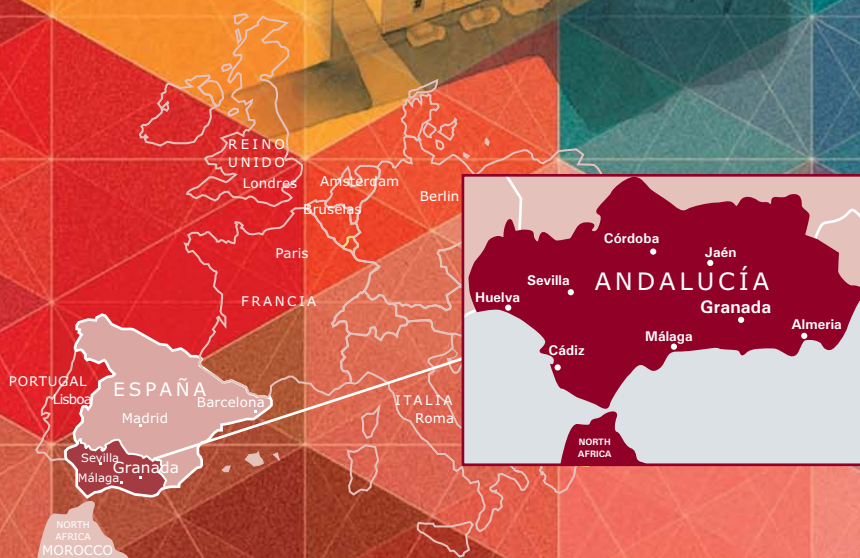 REINO
UNIDO
Londres
Amsterdam
Berlin
Bruselas
Paris
FRANCIA
PORTUGAL
Lisboa
ESPAÑA
Barcelona
Madrid
ITALIA
Roma
Sevilla
Granada
Málaga
NORTH
AFRICA
MOROCCO
Córdoba
Jaén
Sevilla
ANDALUCÍA
Huelva
Granada
Almeria
Málaga
Cádiz
NORTH
AFRICA